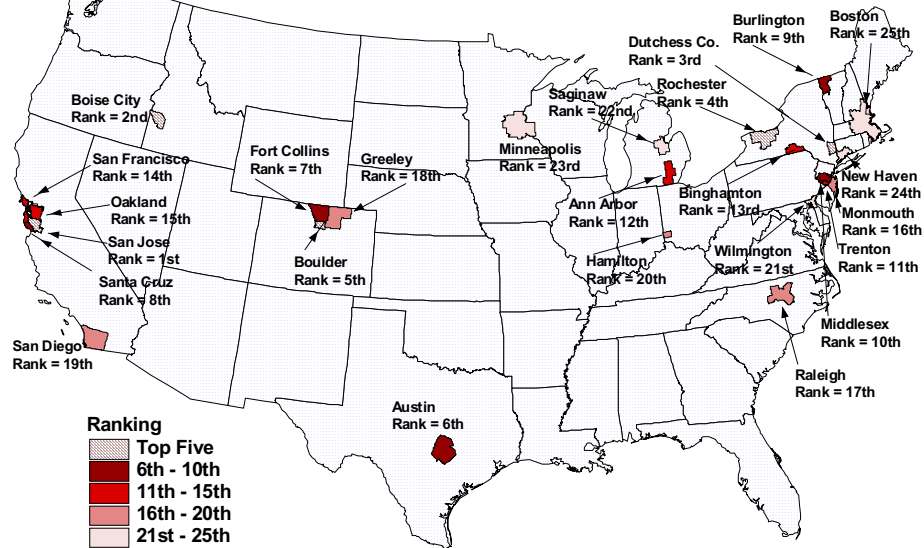 Burlington
Rank = 9th
Boston
Rank = 25th
Dutchess Co.
Rank = 3rd
Rochester
Rank = 4th
Saginaw
Rank = 22nd
Boise City
Rank = 2nd
Minneapolis
Rank = 23rd
Fort Collins
Rank = 7th
Greeley
Rank = 18th
San Francisco
Rank = 14th
New Haven
Rank = 24th
Binghamton
Rank = 13rd
Ann Arbor
Rank = 12th
Oakland
Rank = 15th
Monmouth
Rank = 16th
San Jose
Rank = 1st
Trenton
Rank = 11th
Wilmington
Rank = 21st
Hamilton
Rank = 20th
Boulder
Rank = 5th
Santa Cruz
Rank = 8th
Middlesex
Rank = 10th
San Diego
Rank = 19th
Raleigh
Rank = 17th
Austin
Rank = 6th
Ranking
Top Five
6th - 10th
11th - 15th
16th - 20th
21st - 25th